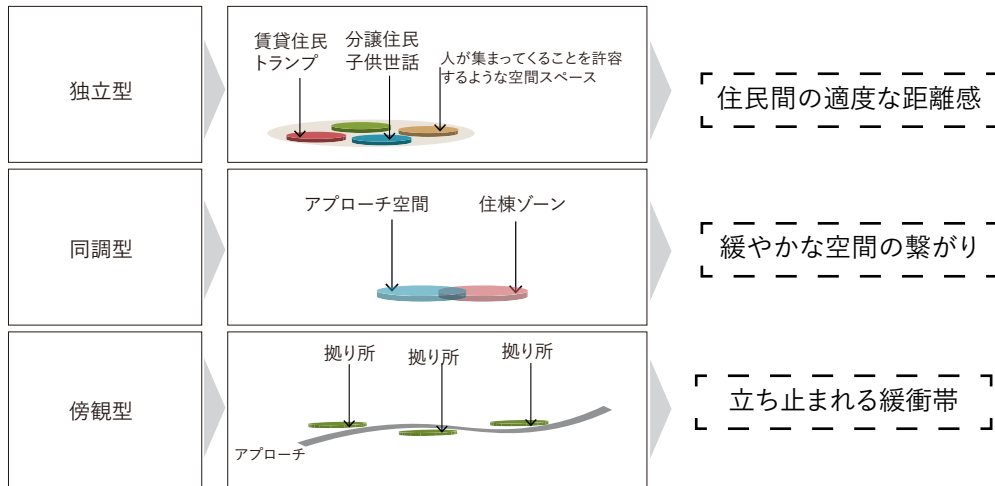 独立型
賃貸住民
トランプ
分譲住民
子供世話
人が集まってくることを許容
するような空間スペース
住民間の適度な距離感
同調型
アプローチ空間
住棟ゾーン
緩やかな空間の繋がり
傍観型
拠り所
拠り所
拠り所
アプローチ
立ち止まれる緩衝帯